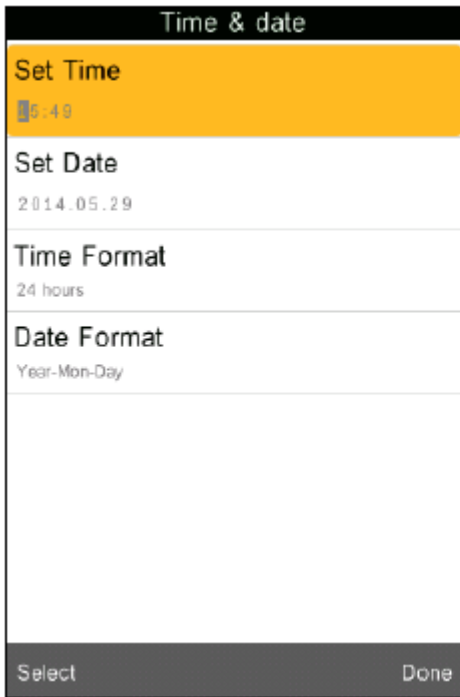 Time & date
Set Time
15:49
Set Date
2014.05.29
Time Format
24 hours
Date Format
Year-Mon-Day
Select Done